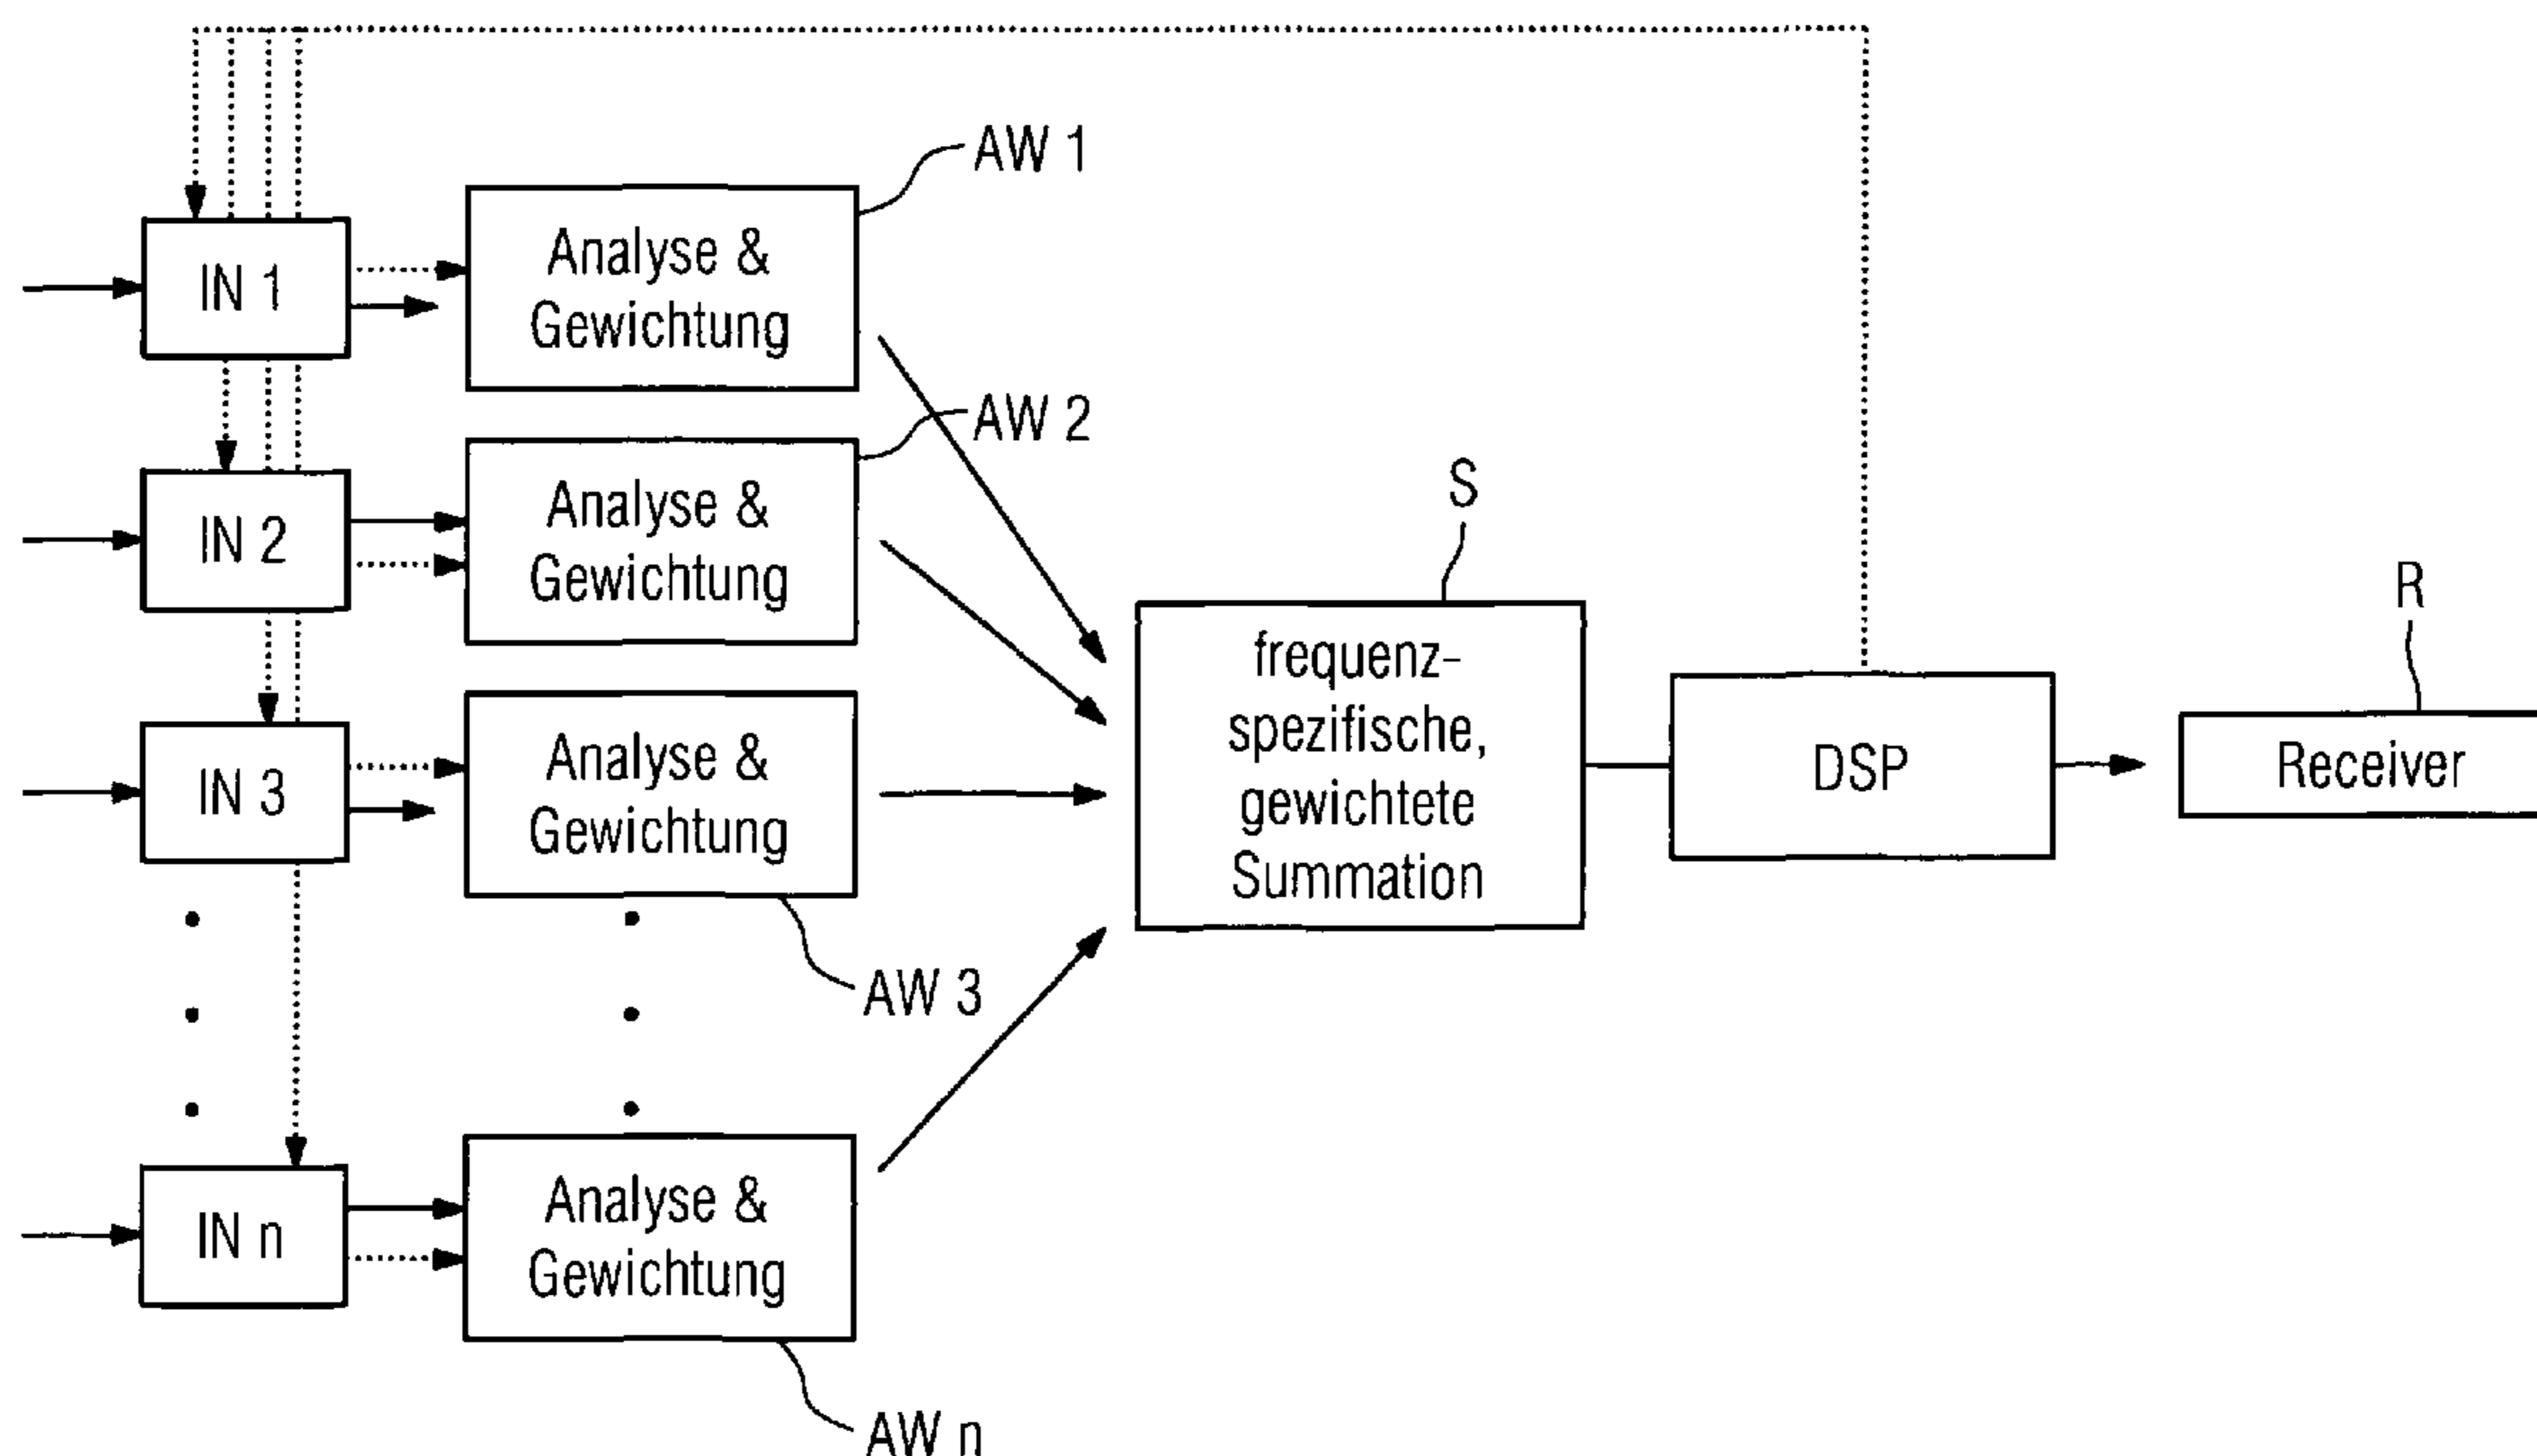 AW 1
IN 1
Analyse &
Gewichtung
AW 2
IN 2
Analyse &
Gewichtung
S
frequenz-
spezifische,
gewichtete
Summation
DSP
R
Receiver
IN 3
Analyse &
Gewichtung
AW 3
IN n
Analyse &
Gewichtung
AW n